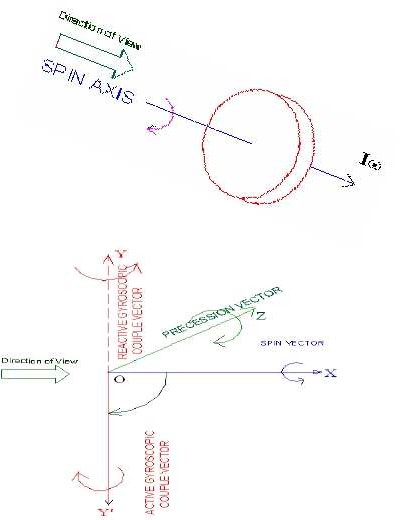 Direction of View
SPIN AXIS
Iω
Y
REACTIVE GYROSCOPIC
COUPLE VECTOR
PRECESSION VECTOR
Z
SPIN VECTOR
Direction of View
O
X
ACTIVE GYROSCOPIC
COUPLE VECTOR
Y'